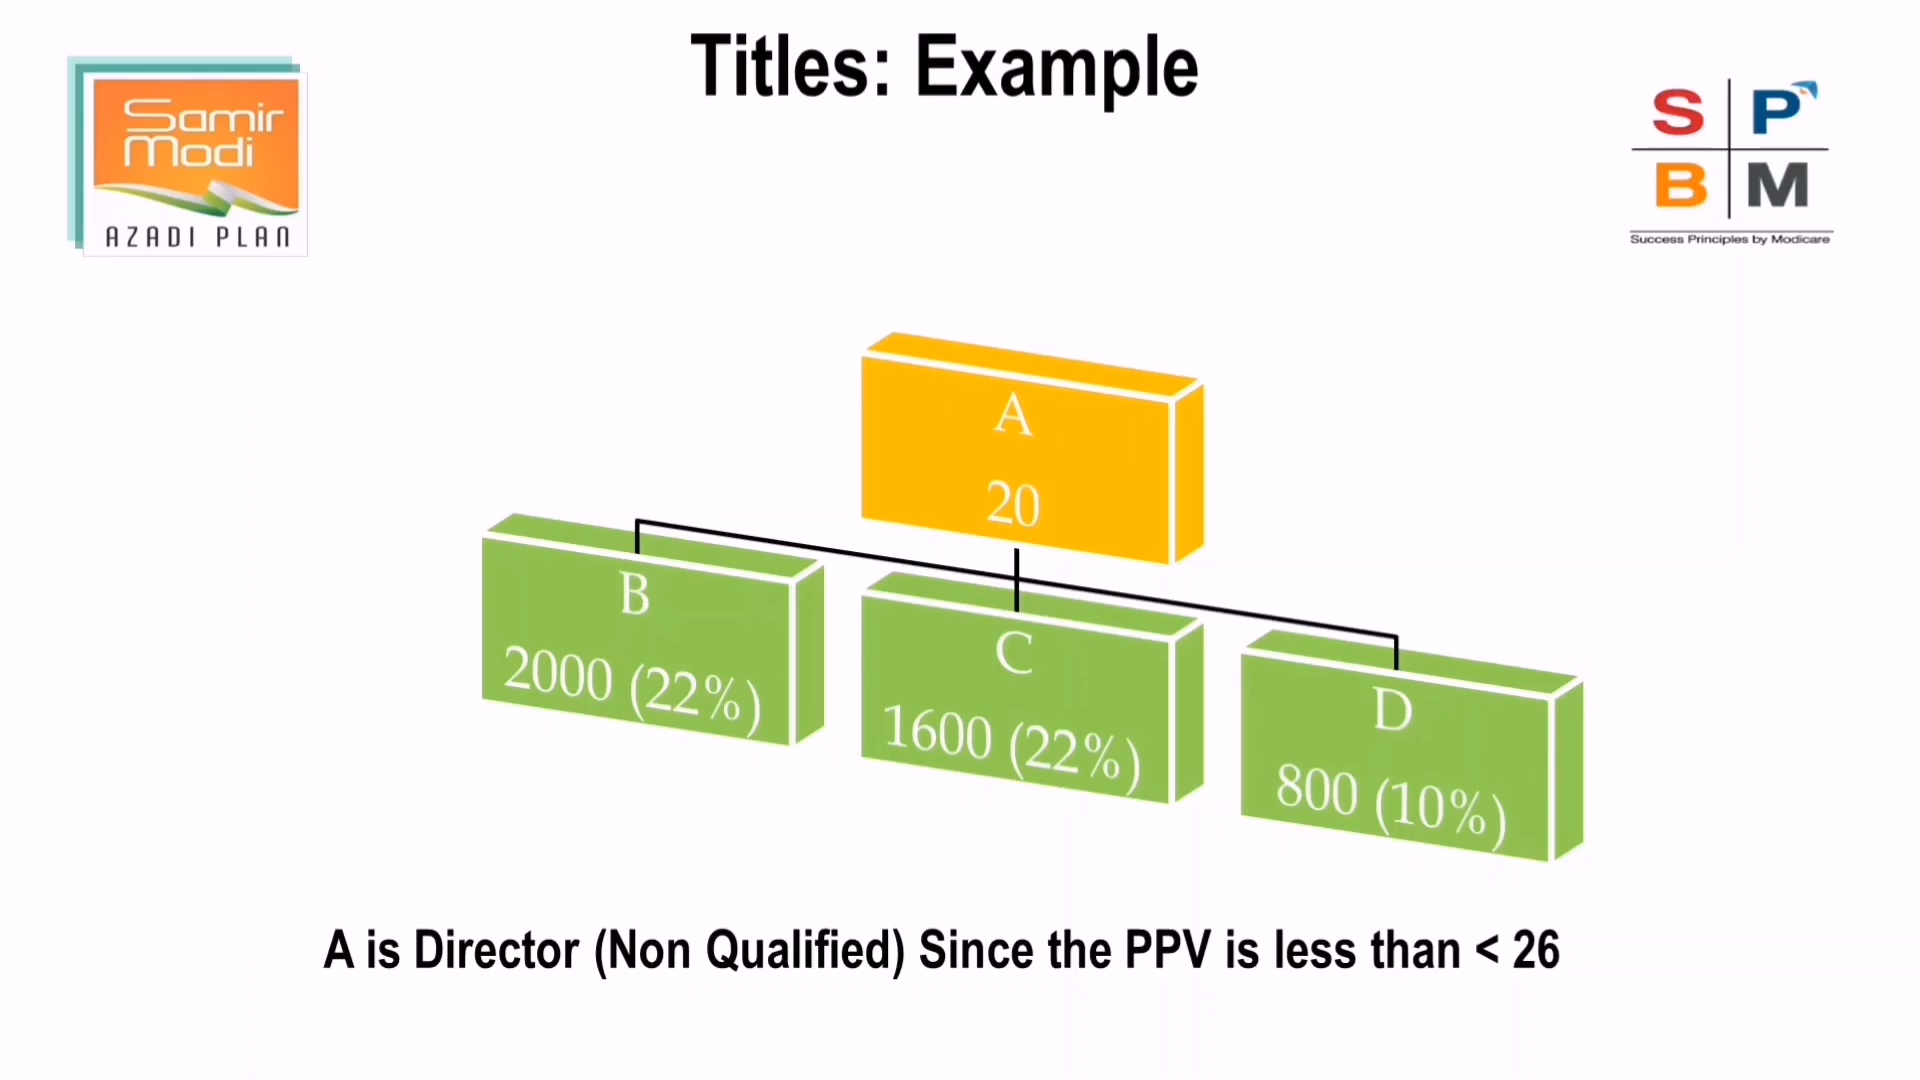 Titles: Example
Samir
Modi
AZADI PLAN
S P
B M
Success Principles by Modicare
A
20
B
2000 (22%)
C
1600 (22%)
D
800 (10%)
A is Director (Non Qualified) Since the PPV is less than < 26